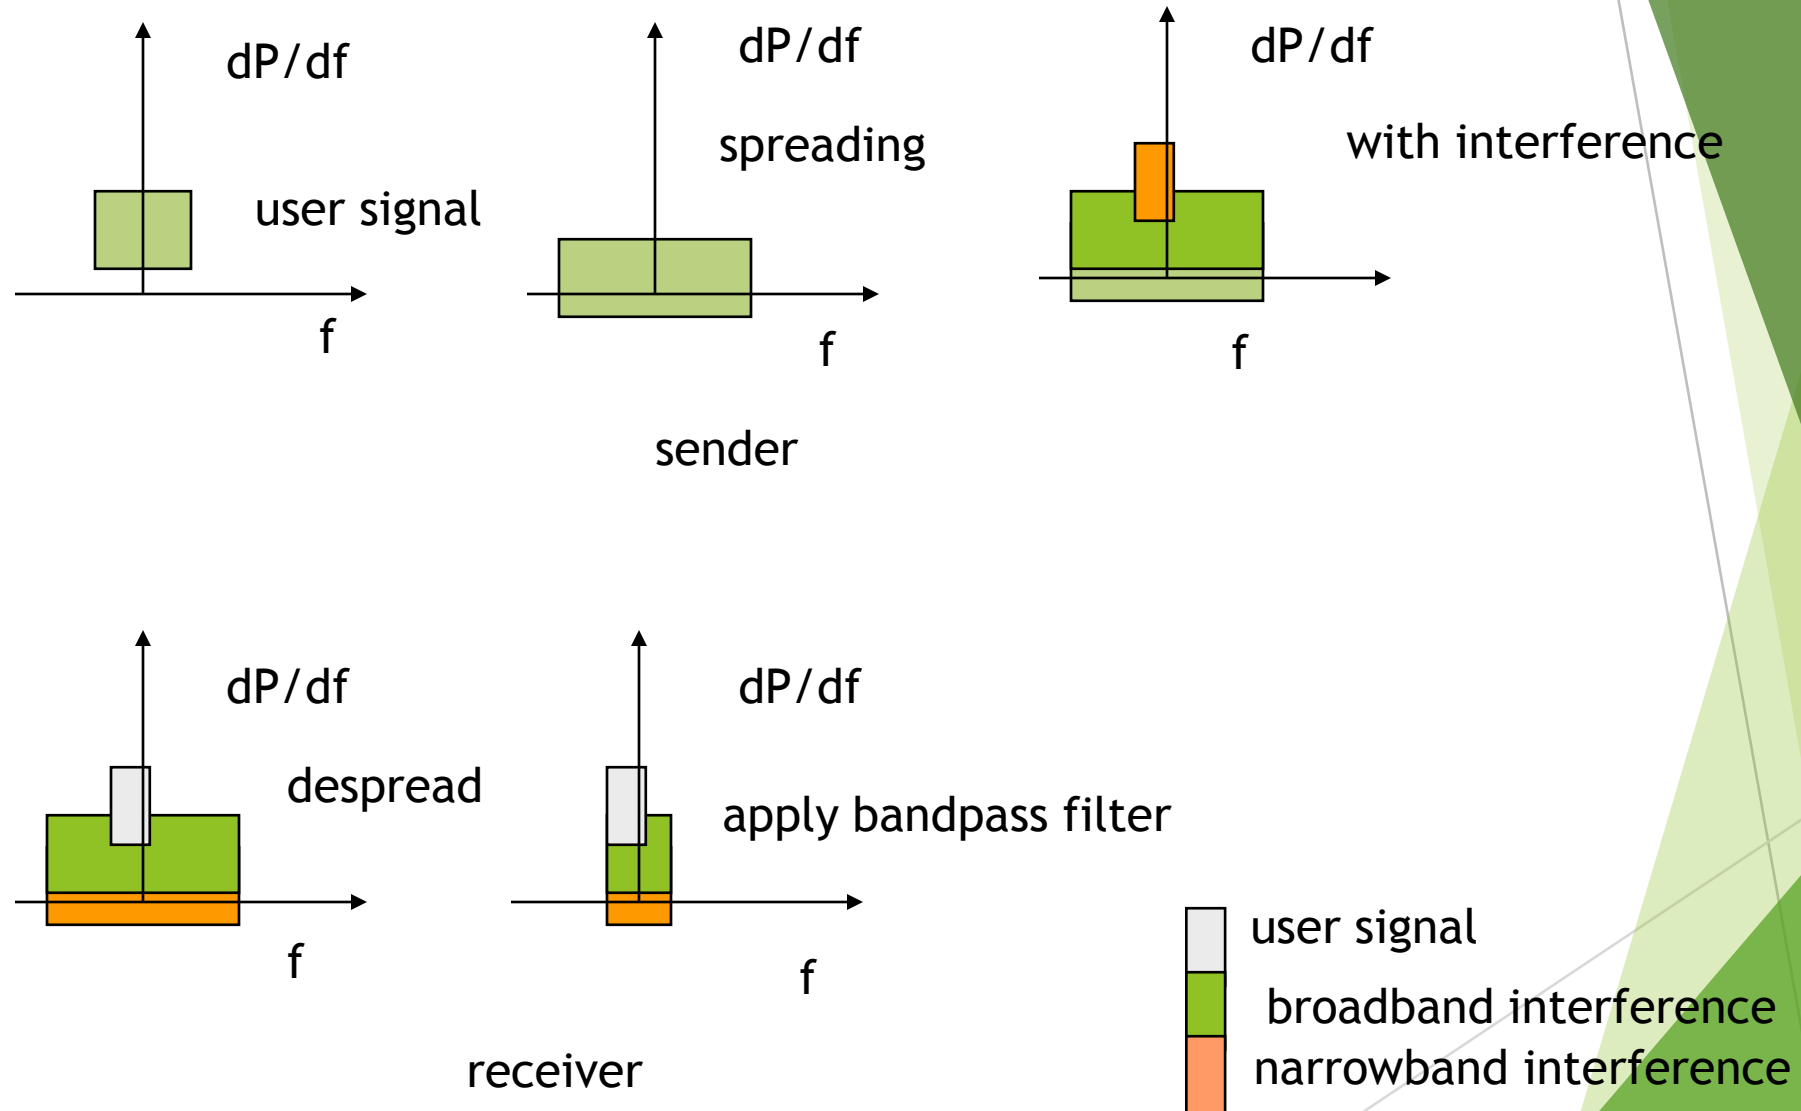 dP/df
user signal
f
dP/df
spreading
f
dP/df
with interference
f
sender
dP/df
despread
f
dP/df
apply bandpass filter
f
receiver
user signal
broadband interference
narrowband interference